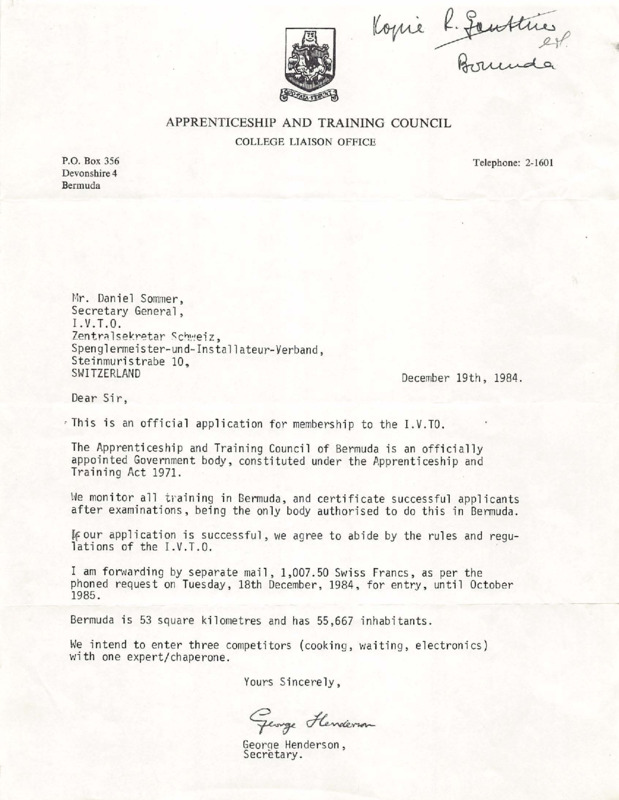 Kopie R. Gauthier
Bermuda
APPRENTICESHIP AND TRAINING COUNCIL
COLLEGE LIAISON OFFICE
P.O. Box 356
Devonshire 4
Bermuda
Telephone: 2-1601
Mr. Daniel Sommer,
Secretary General,
I.V.T.O.
Zentralsekretar Schweiz,
Spenglermeister-und-Installateur-Verband,
Steinmuristrabe 10,
SWITZERLAND
December 19th, 1984.
Dear Sir,
This is an official application for membership to the I.V.TO.
The Apprenticeship and Training Council of Bermuda is an officially
appointed Government body, constituted under the Apprenticeship and
Training Act 1971.
We monitor all training in Bermuda, and certificate successful applicants
after examinations, being the only body authorised to do this in Bermuda.
If our application is successful, we agree to abide by the rules and regu-
lations of the I.V.T.O.
I am forwarding by separate mail, 1,007.50 Swiss Francs, as per the
phoned request on Tuesday, 18th December, 1984, for entry, until October
1985.
Bermuda is 53 square kilometres and has 55,667 inhabitants.
We intend to enter three competitors (cooking, waiting, electronics)
with one expert/chaperone.
Yours Sincerely,
George Henderson
George Henderson,
Secretary.